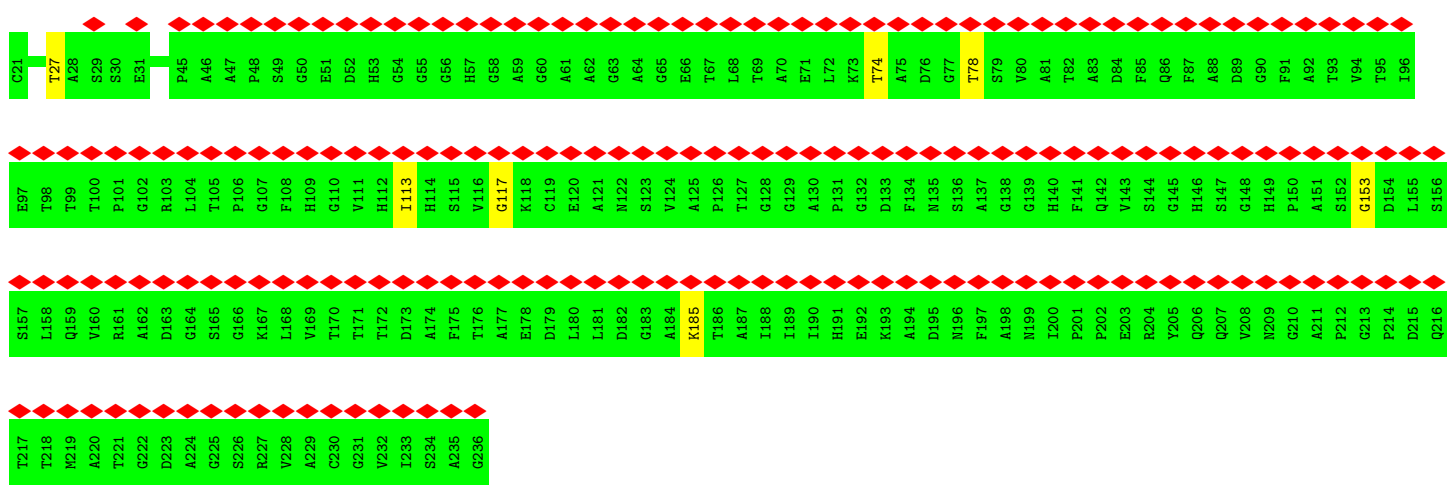 C21 T27 A28 S29 S30 E31 P45 A46 A47 P48 S49 G50 E51 D52 H53 G54 G55 G56 H57 G58 A59 G60 A61 A62 G63 A64 G65 E66 T67 L68 T69 A70 E71 L72 K73 T74 A75 D76 G77 T78 S79 V80 A81 T82 A83 D84 F85 Q86 F87 A88 D89 G90 F91 A92 T93 V94 T95 I96
E97 T98 T99 T100 P101 G102 R103 L104 T105 P106 G107 F108 H109 G110 V111 H112 I113 H114 S115 V116 G117 K118 C119 E120 A121 N122 S123 V124 A125 P126 T127 G128 G129 A130 P131 G132 D133 F134 N135 S136 A137 G138 G139 H140 F141 Q142 V143 S144 G145 H146 S147 G148 H149 P150 A151 S152 G153 D154 L155 S156
S157 L158 Q159 V160 R161 A162 D163 G164 S165 G166 K167 L168 V169 T170 T171 T172 D173 A174 F175 T176 A177 E178 D179 L180 L181 D182 G183 A184 K185 T186 A187 I188 I189 I190 H191 E192 K193 A194 D195 N196 F197 A198 N199 I200 P201 P202 E203 R204 Y205 Q206 Q207 V208 N209 G210 A211 P212 G213 P214 D215 Q216
T217 T218 M219 A220 T221 G222 D223 A224 G225 S226 R227 V228 A229 C230 G231 V232 I233 S234 A235 G236